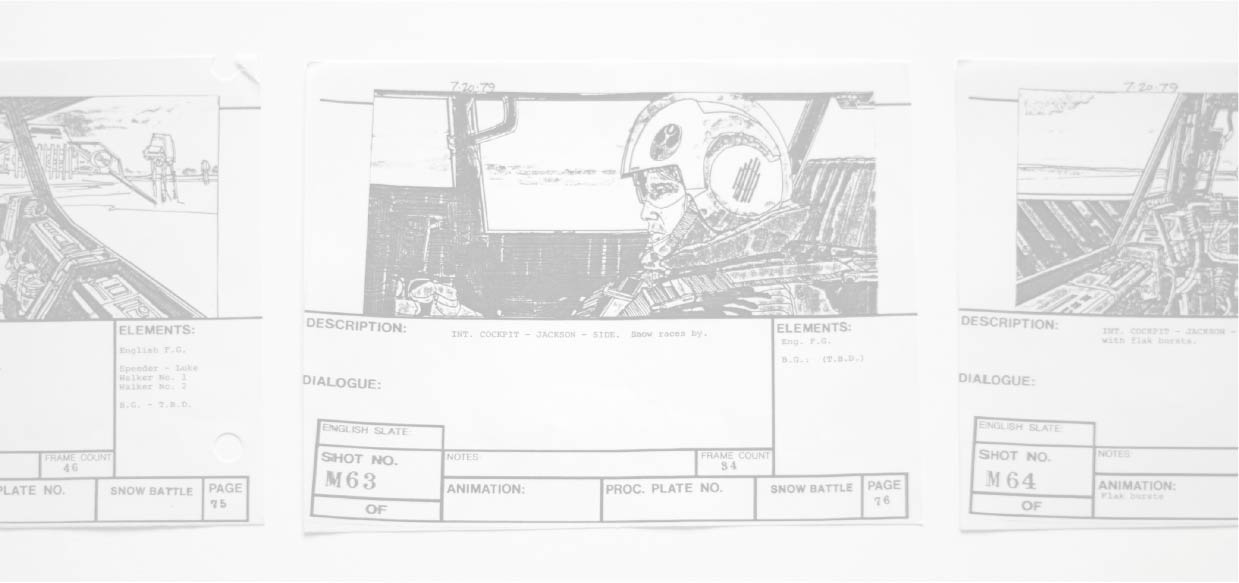 ELEMENTS:
English F.G.
Speeder - Luke
Walker No. 1
Walker No. 2
B.G. - T.B.D.
FRAME COUNT
46
PLATE NO.
SNOW BATTLE
PAGE
75
7·20·79
DESCRIPTION:
INT. COCKPIT - JACKSON - SIDE. Snow races by.
ELEMENTS:
Eng. F.G.
B.G.: (T.B.D.)
DIALOGUE:
ENGLISH SLATE:
SHOT NO.
M63
OF
NOTES:
FRAME COUNT
34
ANIMATION:
PROC. PLATE NO.
SNOW BATTLE
PAGE
76
7·20·79
DESCRIPTION:
INT. COCKPIT - JACKSON -
with flak bursts.
DIALOGUE:
ENGLISH SLATE:
SHOT NO.
M64
OF
NOTES:
ANIMATION:
Flak bursts